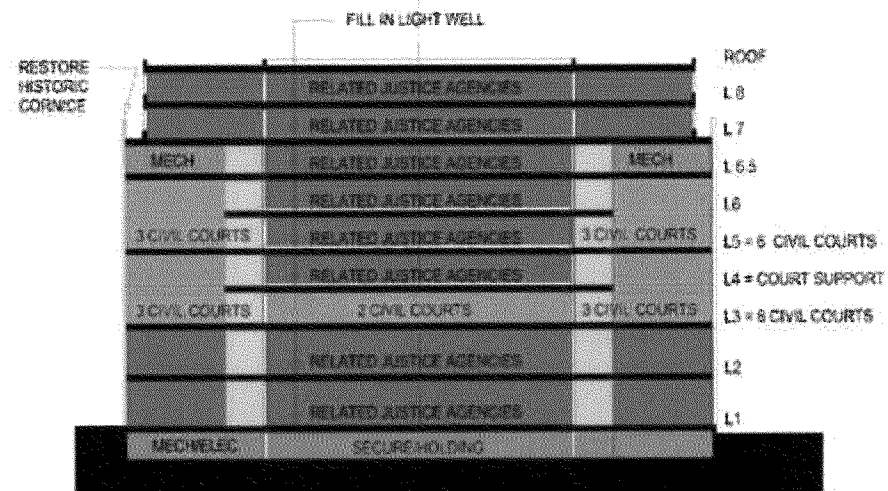 FILL IN LIGHT WELL
RESTORE
HISTORIC
CORNICE
ROOF
RELATED JUSTICE AGENCIES
L 8
RELATED JUSTICE AGENCIES
L 7
MECH
RELATED JUSTICE AGENCIES
MECH
L 6.5
RELATED JUSTICE AGENCIES
L6
3 CIVIL COURTS
RELATED JUSTICE AGENCIES
3 CIVIL COURTS
L5 = 6 CIVIL COURTS
RELATED JUSTICE AGENCIES
L4 = COURT SUPPORT
3 CIVIL COURTS
2 CIVIL COURTS
3 CIVIL COURTS
L3 = 8 CIVIL COURTS
RELATED JUSTICE AGENCIES
L2
RELATED JUSTICE AGENCIES
L1
MECH/ELEC
SECURE/HOLDING